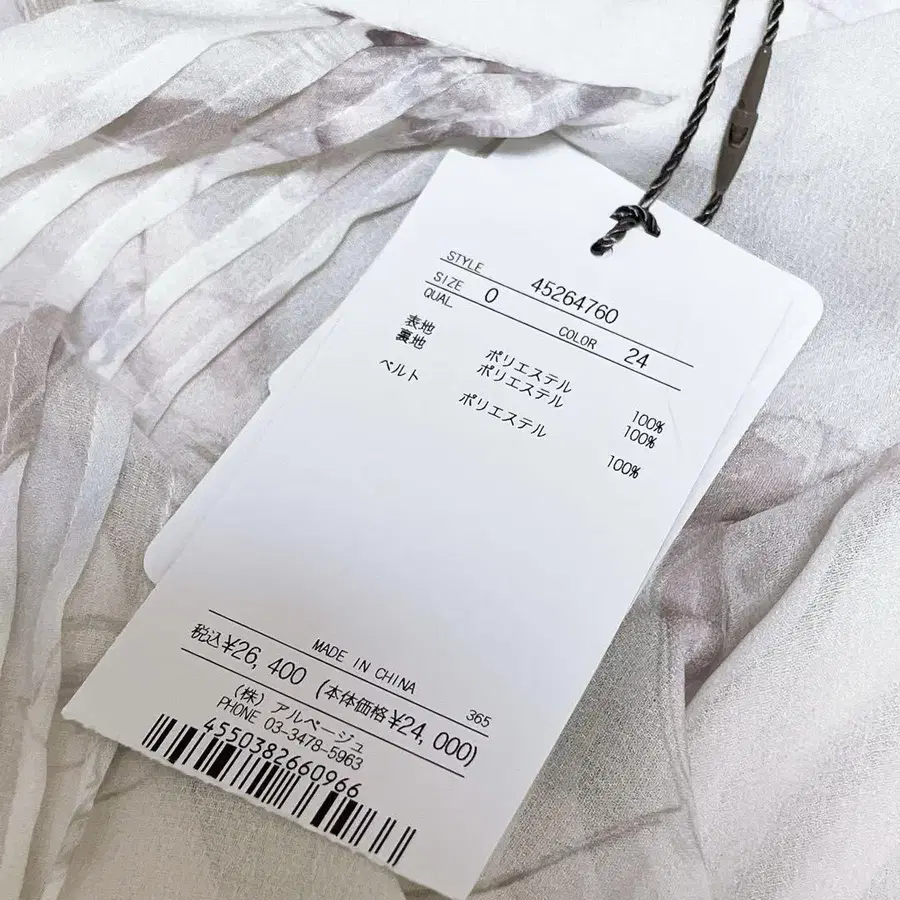 STYLE 45264760
SIZE 0 COLOR 24
QUAL
表地 ポリエステル 100%
裏地 ポリエステル 100%
ベルト ポリエステル 100%
MADE IN CHINA 365
税込¥26,400 (本体価格¥24,000)
(株) アルページュ
PHONE 03-3478-5963
4550382660966